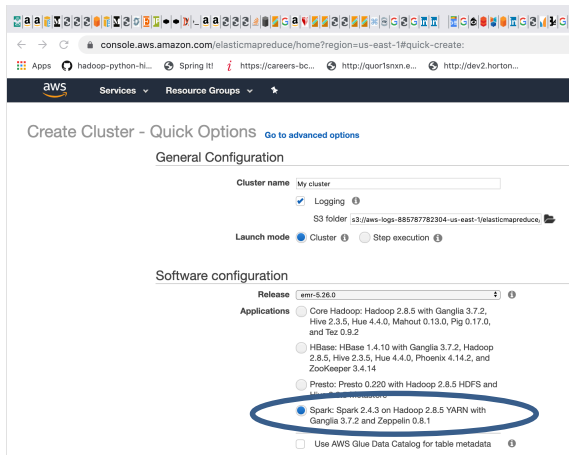 console.aws.amazon.com/elasticmapreduce/home?region=us-east-1#quick-create:
Apps hadoop-python-hi... Spring It! https://careers-bc... http://quor1snxn.e... http://dev2.horton...
aws Services Resource Groups
Create Cluster - Quick Options Go to advanced options
General Configuration
Cluster name My cluster
Logging
S3 folder s3://aws-logs-885787782304-us-east-1/elasticmapreduce/
Launch mode Cluster Step execution
Software configuration
Release emr-5.26.0
Applications Core Hadoop: Hadoop 2.8.5 with Ganglia 3.7.2,
Hive 2.3.5, Hue 4.4.0, Mahout 0.13.0, Pig 0.17.0,
and Tez 0.9.2
HBase: HBase 1.4.10 with Ganglia 3.7.2, Hadoop
2.8.5, Hive 2.3.5, Hue 4.4.0, Phoenix 4.14.2, and
ZooKeeper 3.4.14
Presto: Presto 0.220 with Hadoop 2.8.5 HDFS and
Spark: Spark 2.4.3 on Hadoop 2.8.5 YARN with
Ganglia 3.7.2 and Zeppelin 0.8.1
Use AWS Glue Data Catalog for table metadata